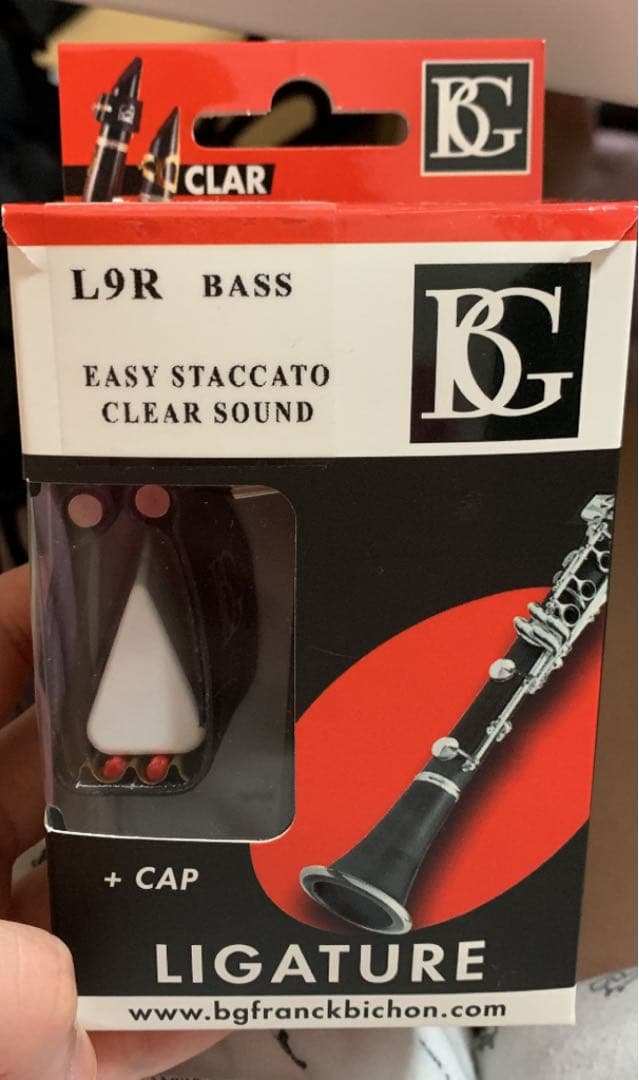 BG
CLAR
L9R BASS
BG
EASY STACCATO
CLEAR SOUND
+ CAP
LIGATURE
www.bgfranckbichon.com